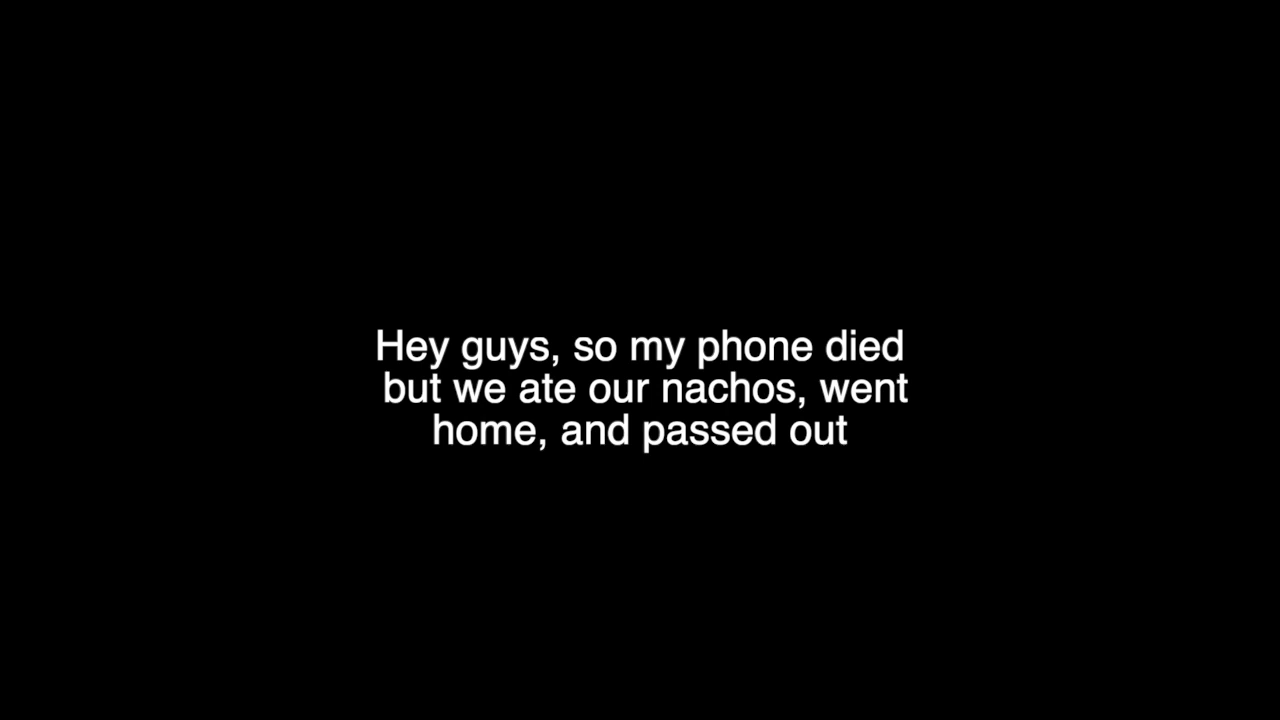 Hey guys, so my phone died
but we ate our nachos, went
home, and passed out